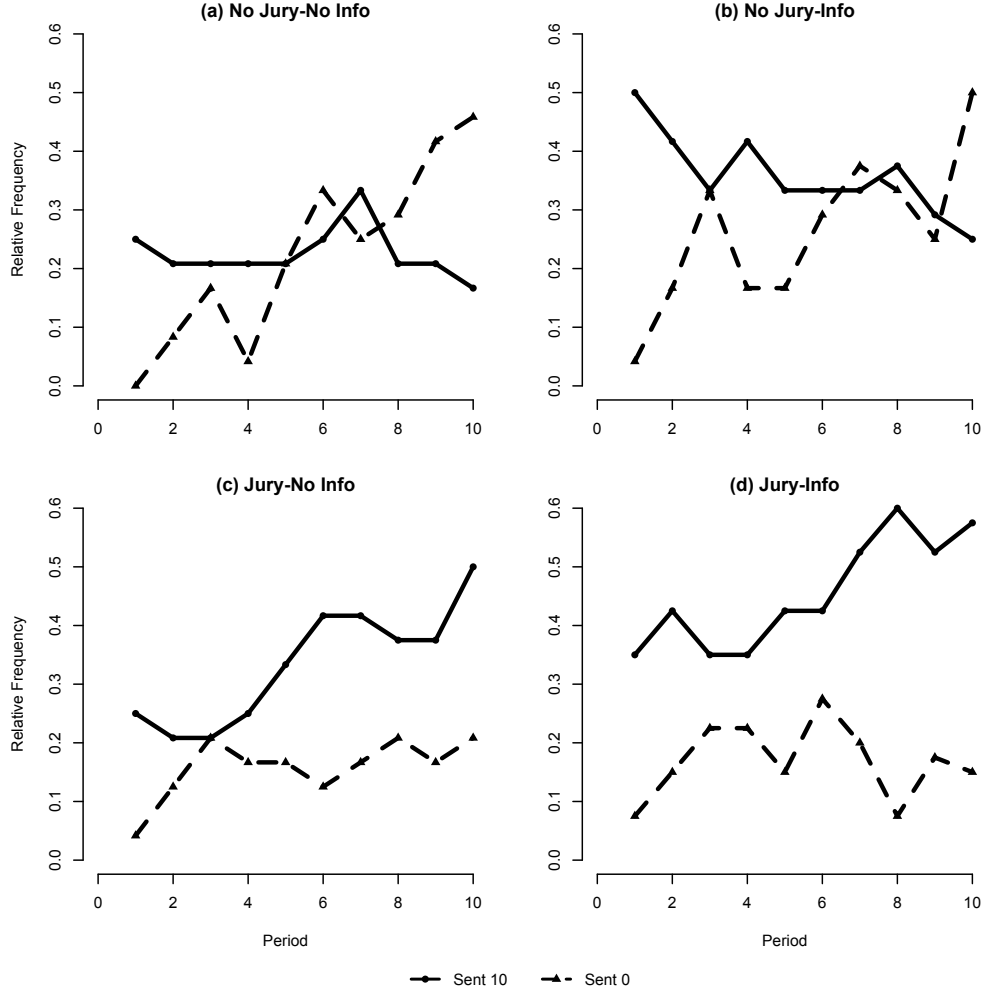 (a) No Jury-No Info
Relative Frequency
0.0 0.1 0.2 0.3 0.4 0.5 0.6
0 2 4 6 8 10
(b) No Jury-Info
0.0 0.1 0.2 0.3 0.4 0.5 0.6
0 2 4 6 8 10
(c) Jury-No Info
Relative Frequency
0.0 0.1 0.2 0.3 0.4 0.5 0.6
0 2 4 6 8 10
Period
(d) Jury-Info
0.0 0.1 0.2 0.3 0.4 0.5 0.6
0 2 4 6 8 10
Period
Sent 10 Sent 0